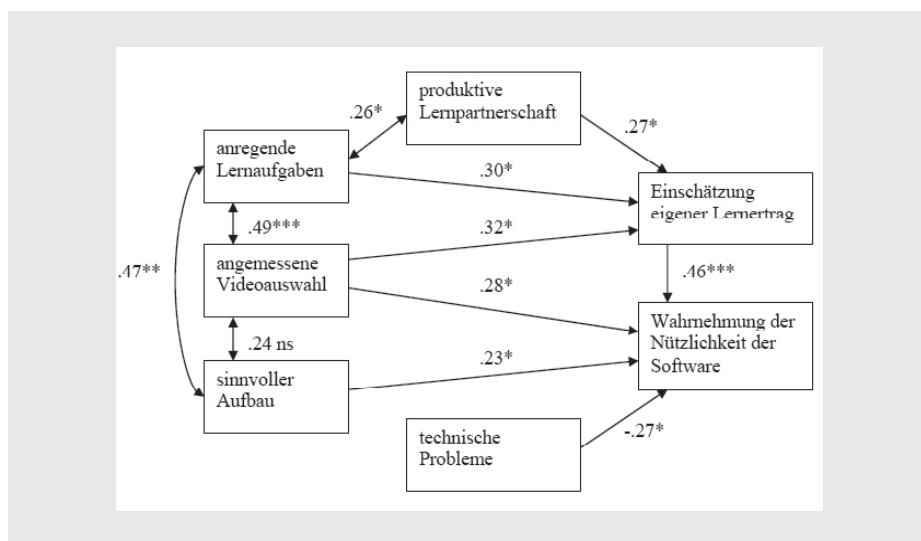 produktive
Lernpartnerschaft
.26*
.27*
anregende
Lernaufgaben
.30*
Einschätzung
eigener Lernertrag
.49***
.32*
.47**
angemessene
Videoauswahl
.46***
.28*
Wahrnehmung der
Nützlichkeit der
Software
.24 ns
.23*
sinnvoller
Aufbau
technische
Probleme
-.27*